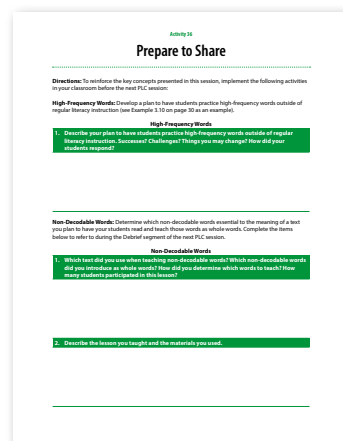 Activity 36
Prepare to Share
Directions: To reinforce the key concepts presented in this session, implement the following activities
in your classroom before the next PLC session:
High-Frequency Words: Develop a plan to have students practice high-frequency words outside of
regular literacy instruction (see Example 3.10 on page 30 as an example).
High-Frequency Words
1. Describe your plan to have students practice high-frequency words outside of regular
literacy instruction. Successes? Challenges? Things you may change? How did your
students respond?
Non-Decodable Words: Determine which non-decodable words essential to the meaning of a text
you plan to have your students read and teach those words as whole words. Complete the items
below to refer to during the Debrief segment of the next PLC session.
Non-Decodable Words
1. Which text did you use when teaching non-decodable words? Which non-decodable words
did you introduce as whole words? How did you determine which words to teach? How
many students participated in this lesson?
2. Describe the lesson you taught and the materials you used.